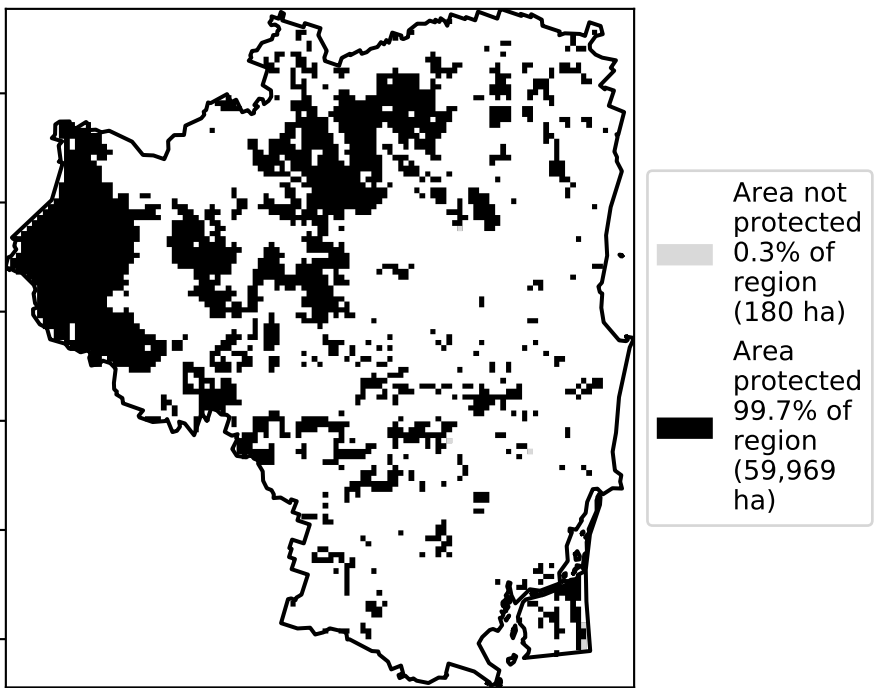 Area not
protected
0.3% of
region
(180 ha)
Area
protected
99.7% of
region
(59,969
ha)